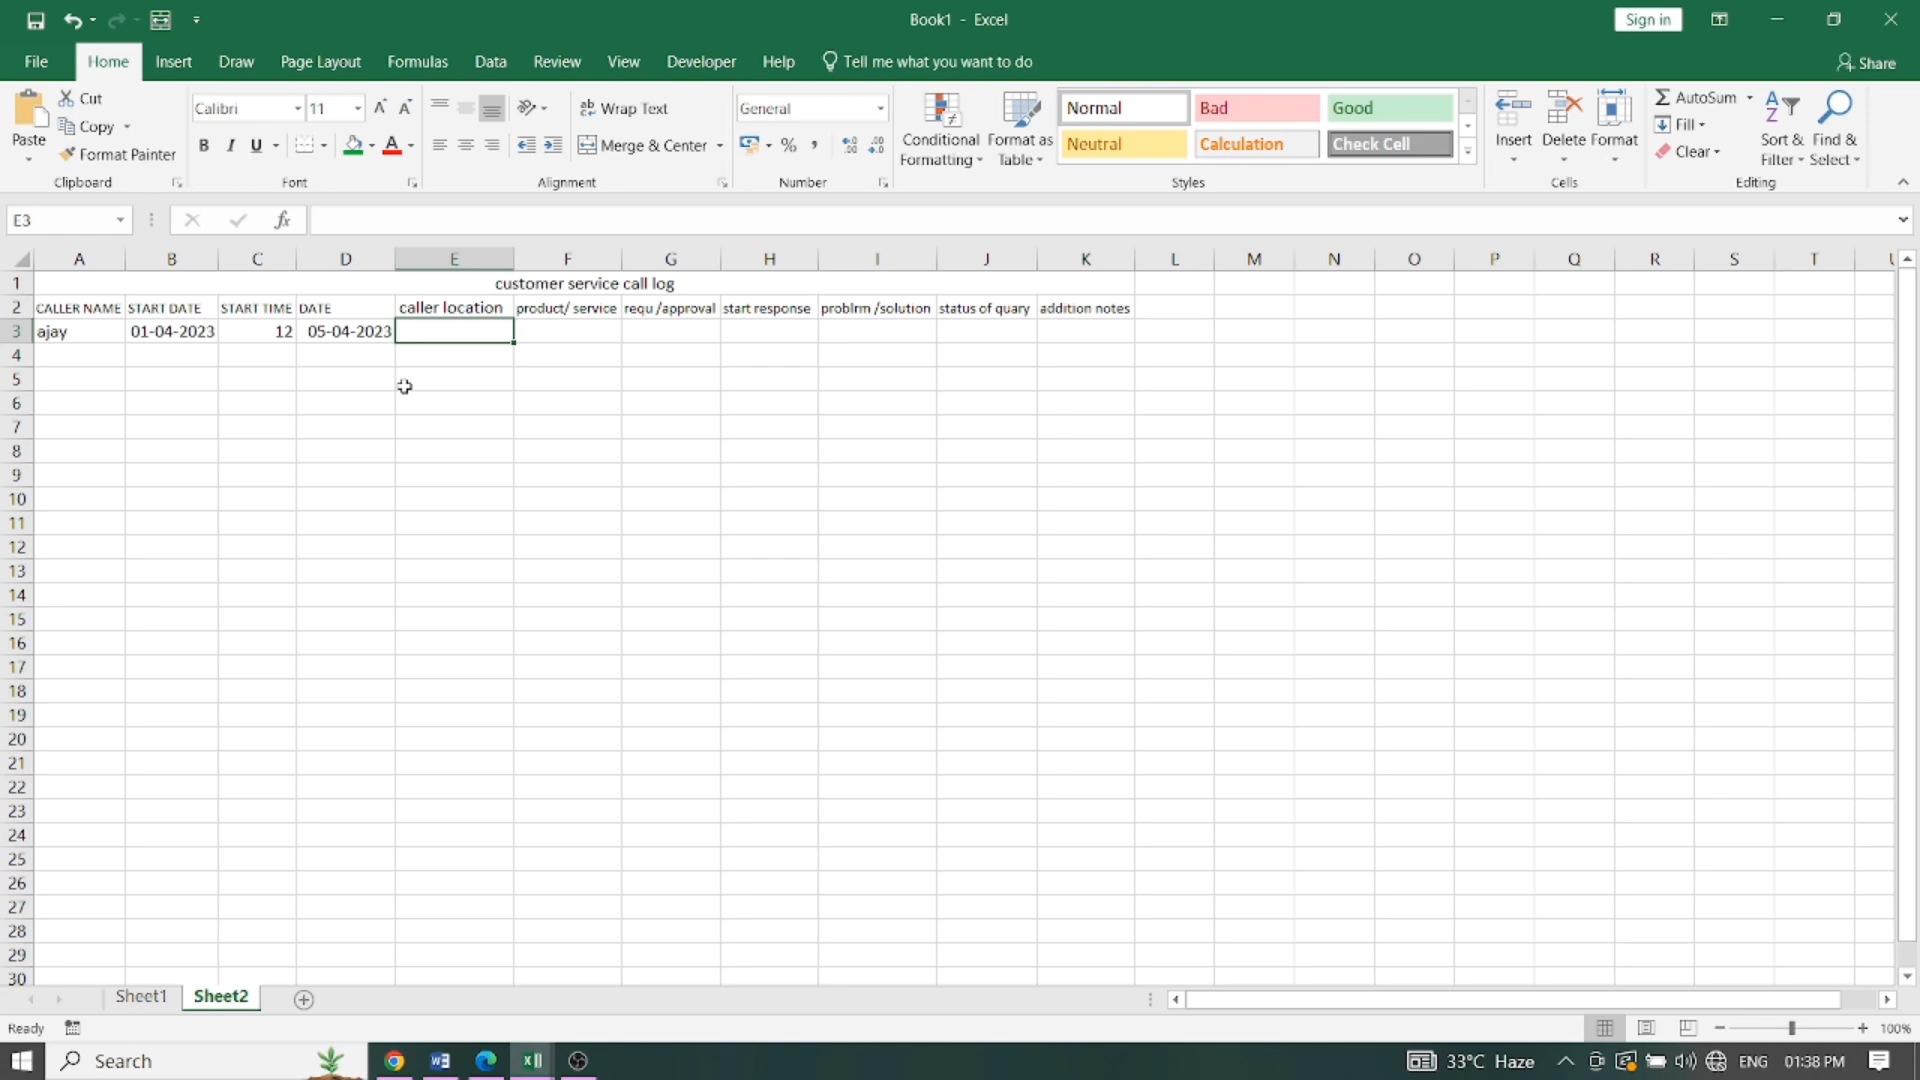 Book1 - Excel
Sign in
File Home Insert Draw Page Layout Formulas Data Review View Developer Help Tell me what you want to do
Share
Paste
Cut
Copy
Format Painter
Clipboard
Calibri 11
B I U
Font
Wrap Text
Merge & Center
Alignment
General
%
Number
Conditional Formatting
Format as Table
Normal Bad Good
Neutral Calculation Check Cell
Styles
Insert Delete Format
Cells
AutoSum
Fill
Clear
Sort & Filter
Find & Select
Editing
E3
fx
A B C D E F G H I J K L M N O P Q R S T
1 customer service call log
2 CALLER NAME START DATE START TIME DATE caller location product/ service requ /approval start response problrm /solution status of quary addition notes
3 ajay 01-04-2023 12 05-04-2023
4
5
6
7
8
9
10
11
12
13
14
15
16
17
18
19
20
21
22
23
24
25
26
27
28
29
30
Sheet1 Sheet2
Ready
100%
Search
33°C Haze
ENG
01:38 PM